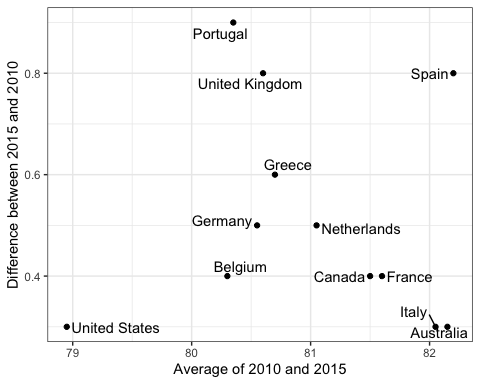 Difference between 2015 and 2010
Portugal
0.8
United Kingdom
Spain
0.6
Greece
Germany
Netherlands
0.4
Belgium
Canada
France
Italy
United States
Australia
79
80
81
82
Average of 2010 and 2015